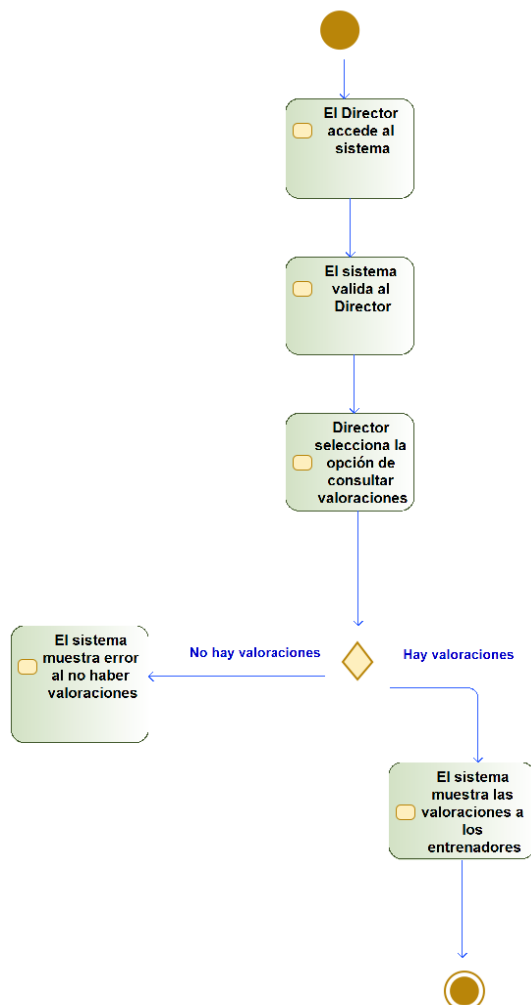 El Director
accede al
sistema
El sistema
valida al
Director
Director
selecciona la
opción de
consultar
valoraciones
No hay valoraciones
Hay valoraciones
El sistema
muestra error
al no haber
valoraciones
El sistema
muestra las
valoraciones a
los
entrenadores